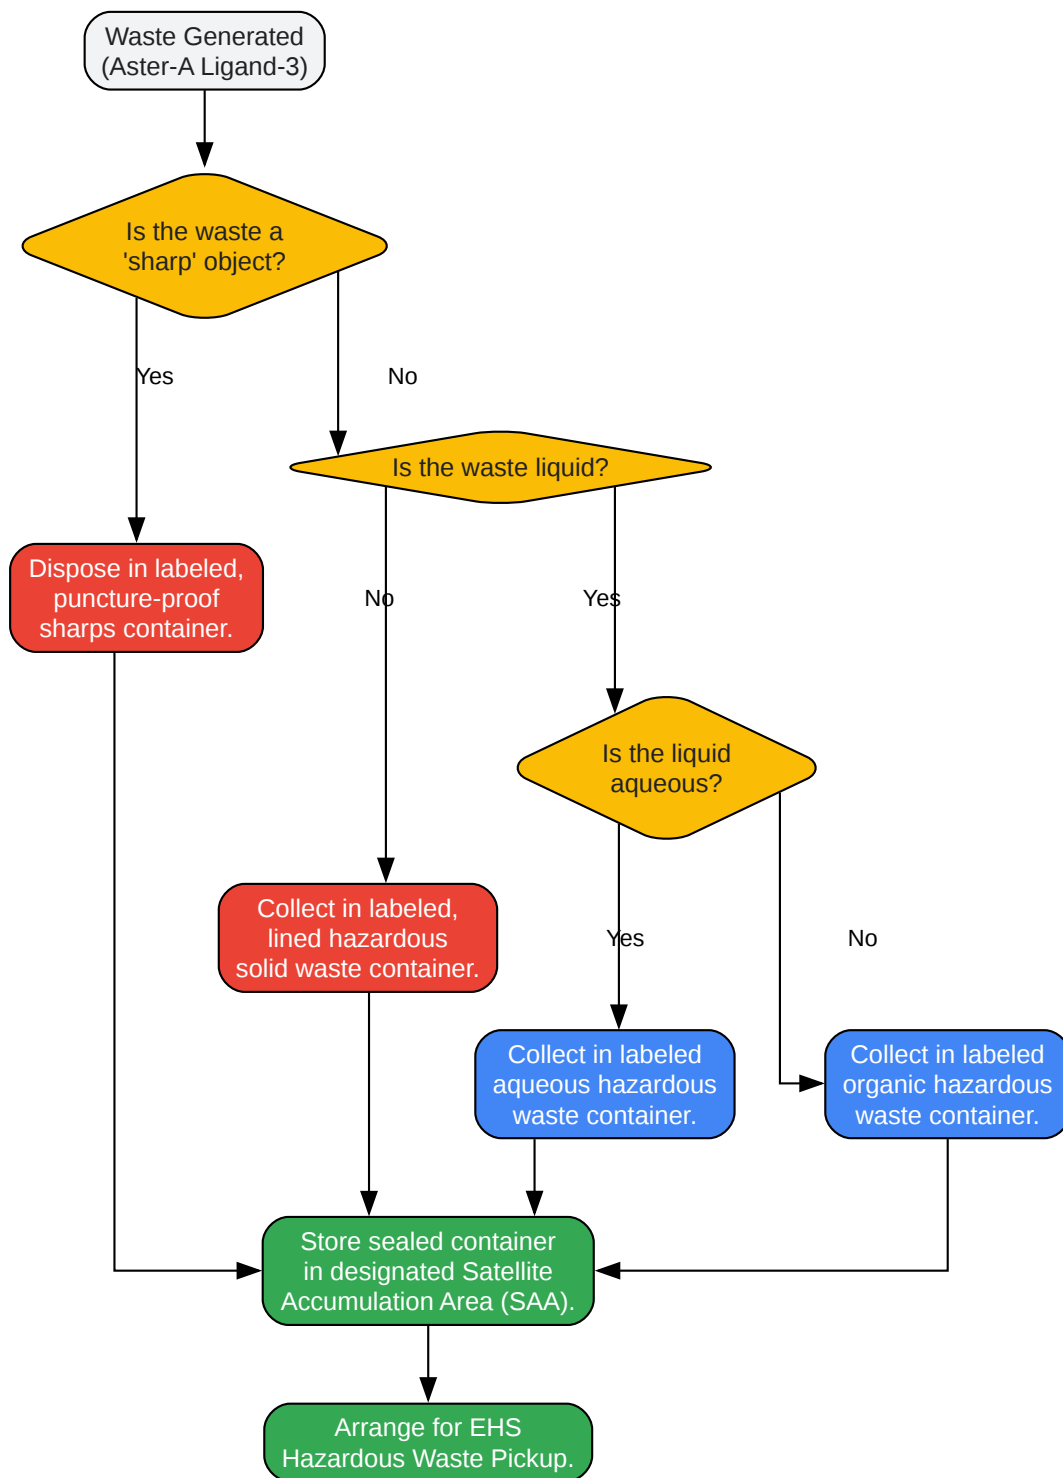 Waste Generated
(Aster-A Ligand-3)
Is the waste a
'sharp' object?
Yes
No
Is the waste liquid?
Dispose in labeled,
puncture-proof
sharps container.
No
Yes
Is the liquid
aqueous?
Collect in labeled,
lined hazardous
solid waste container.
Yes
No
Collect in labeled
aqueous hazardous
waste container.
Collect in labeled
organic hazardous
waste container.
Store sealed container
in designated Satellite
Accumulation Area (SAA).
Arrange for EHS
Hazardous Waste Pickup.